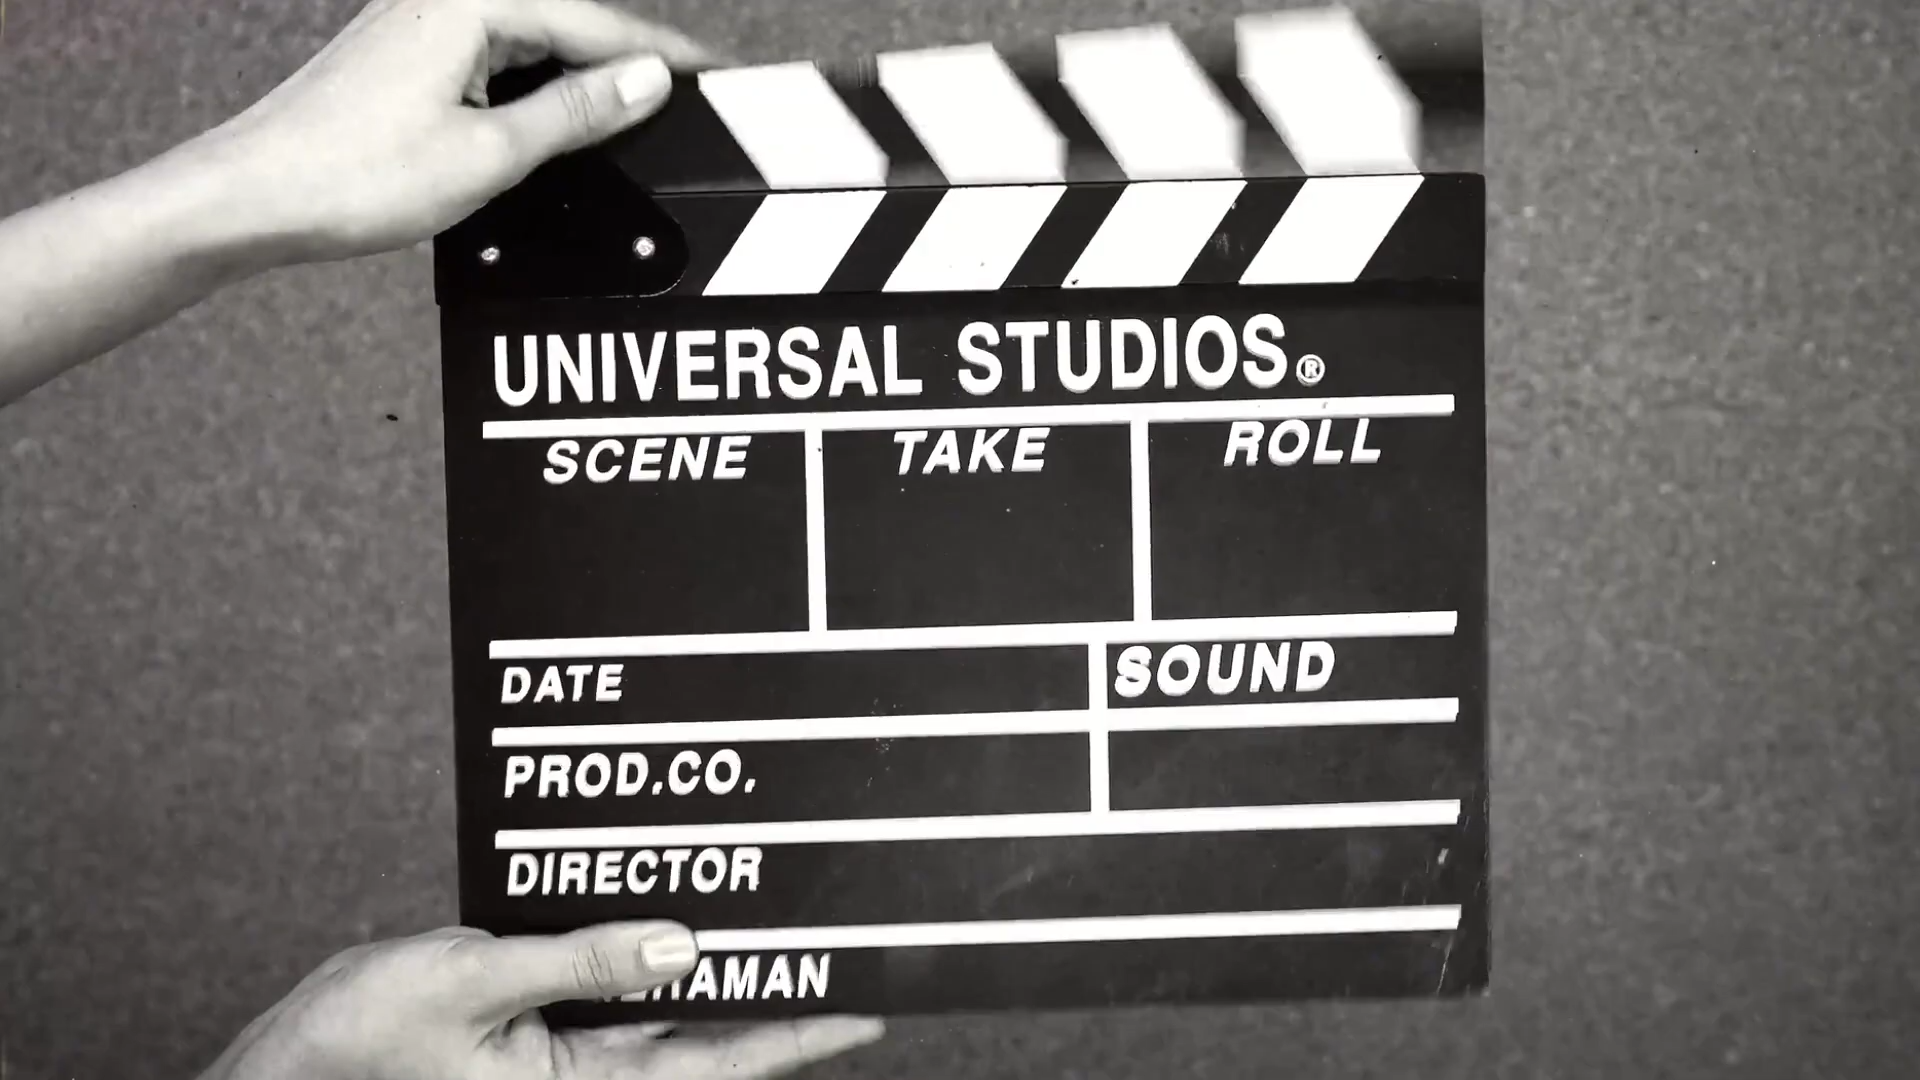 UNIVERSAL STUDIOS®
SCENE TAKE ROLL
DATE SOUND
PROD.CO.
DIRECTOR